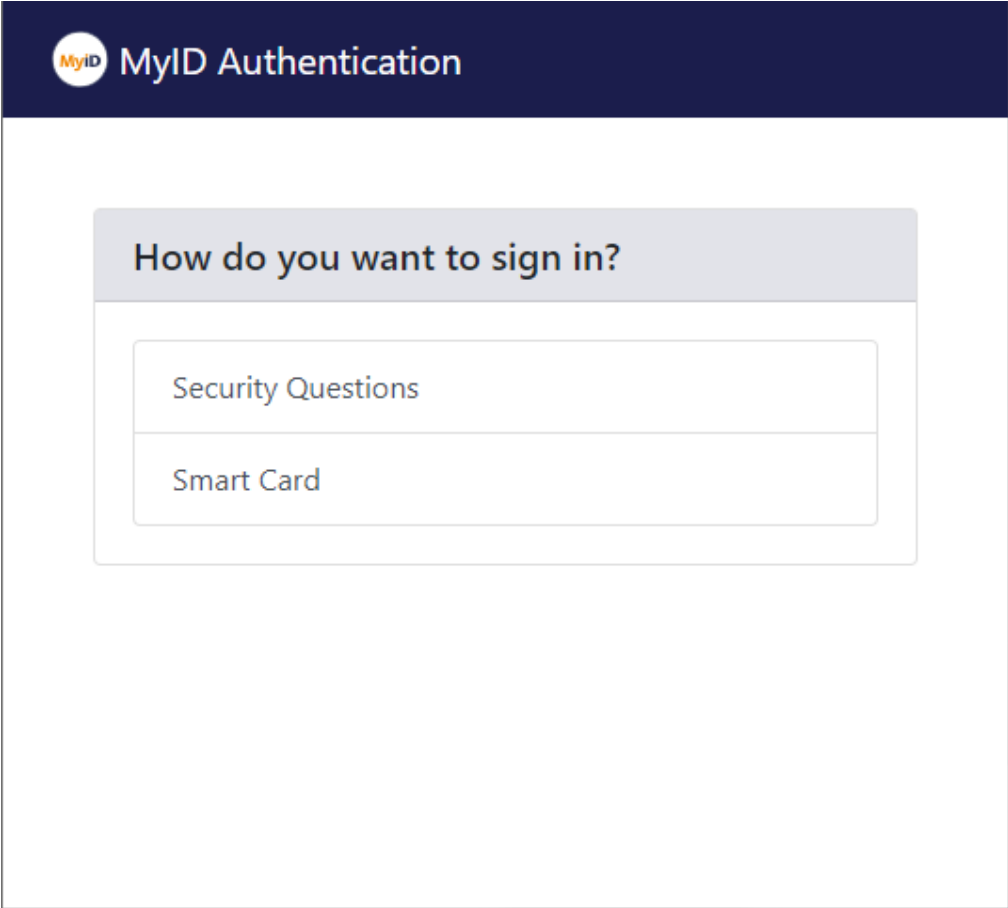 MyiD MyID Authentication
How do you want to sign in?
Security Questions
Smart Card